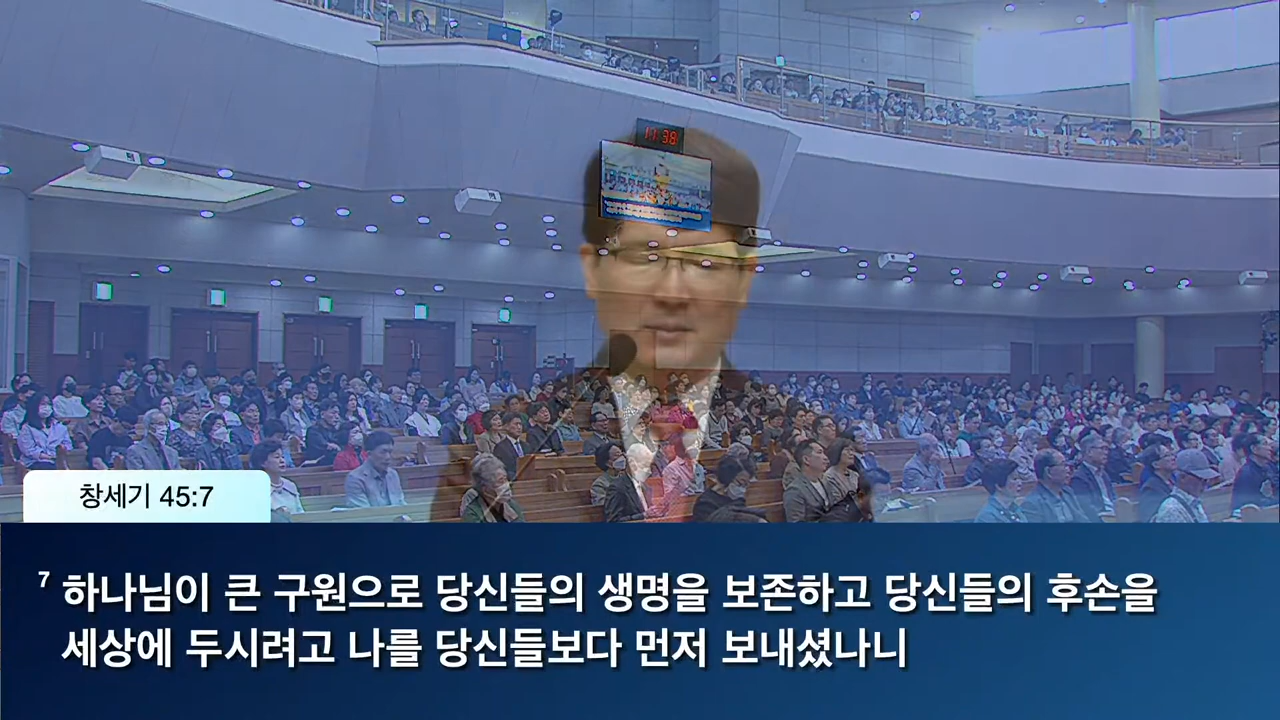 11:38
창세기 45:7
7 하나님이 큰 구원으로 당신들의 생명을 보존하고 당신들의 후손을
세상에 두시려고 나를 당신들보다 먼저 보내셨나니